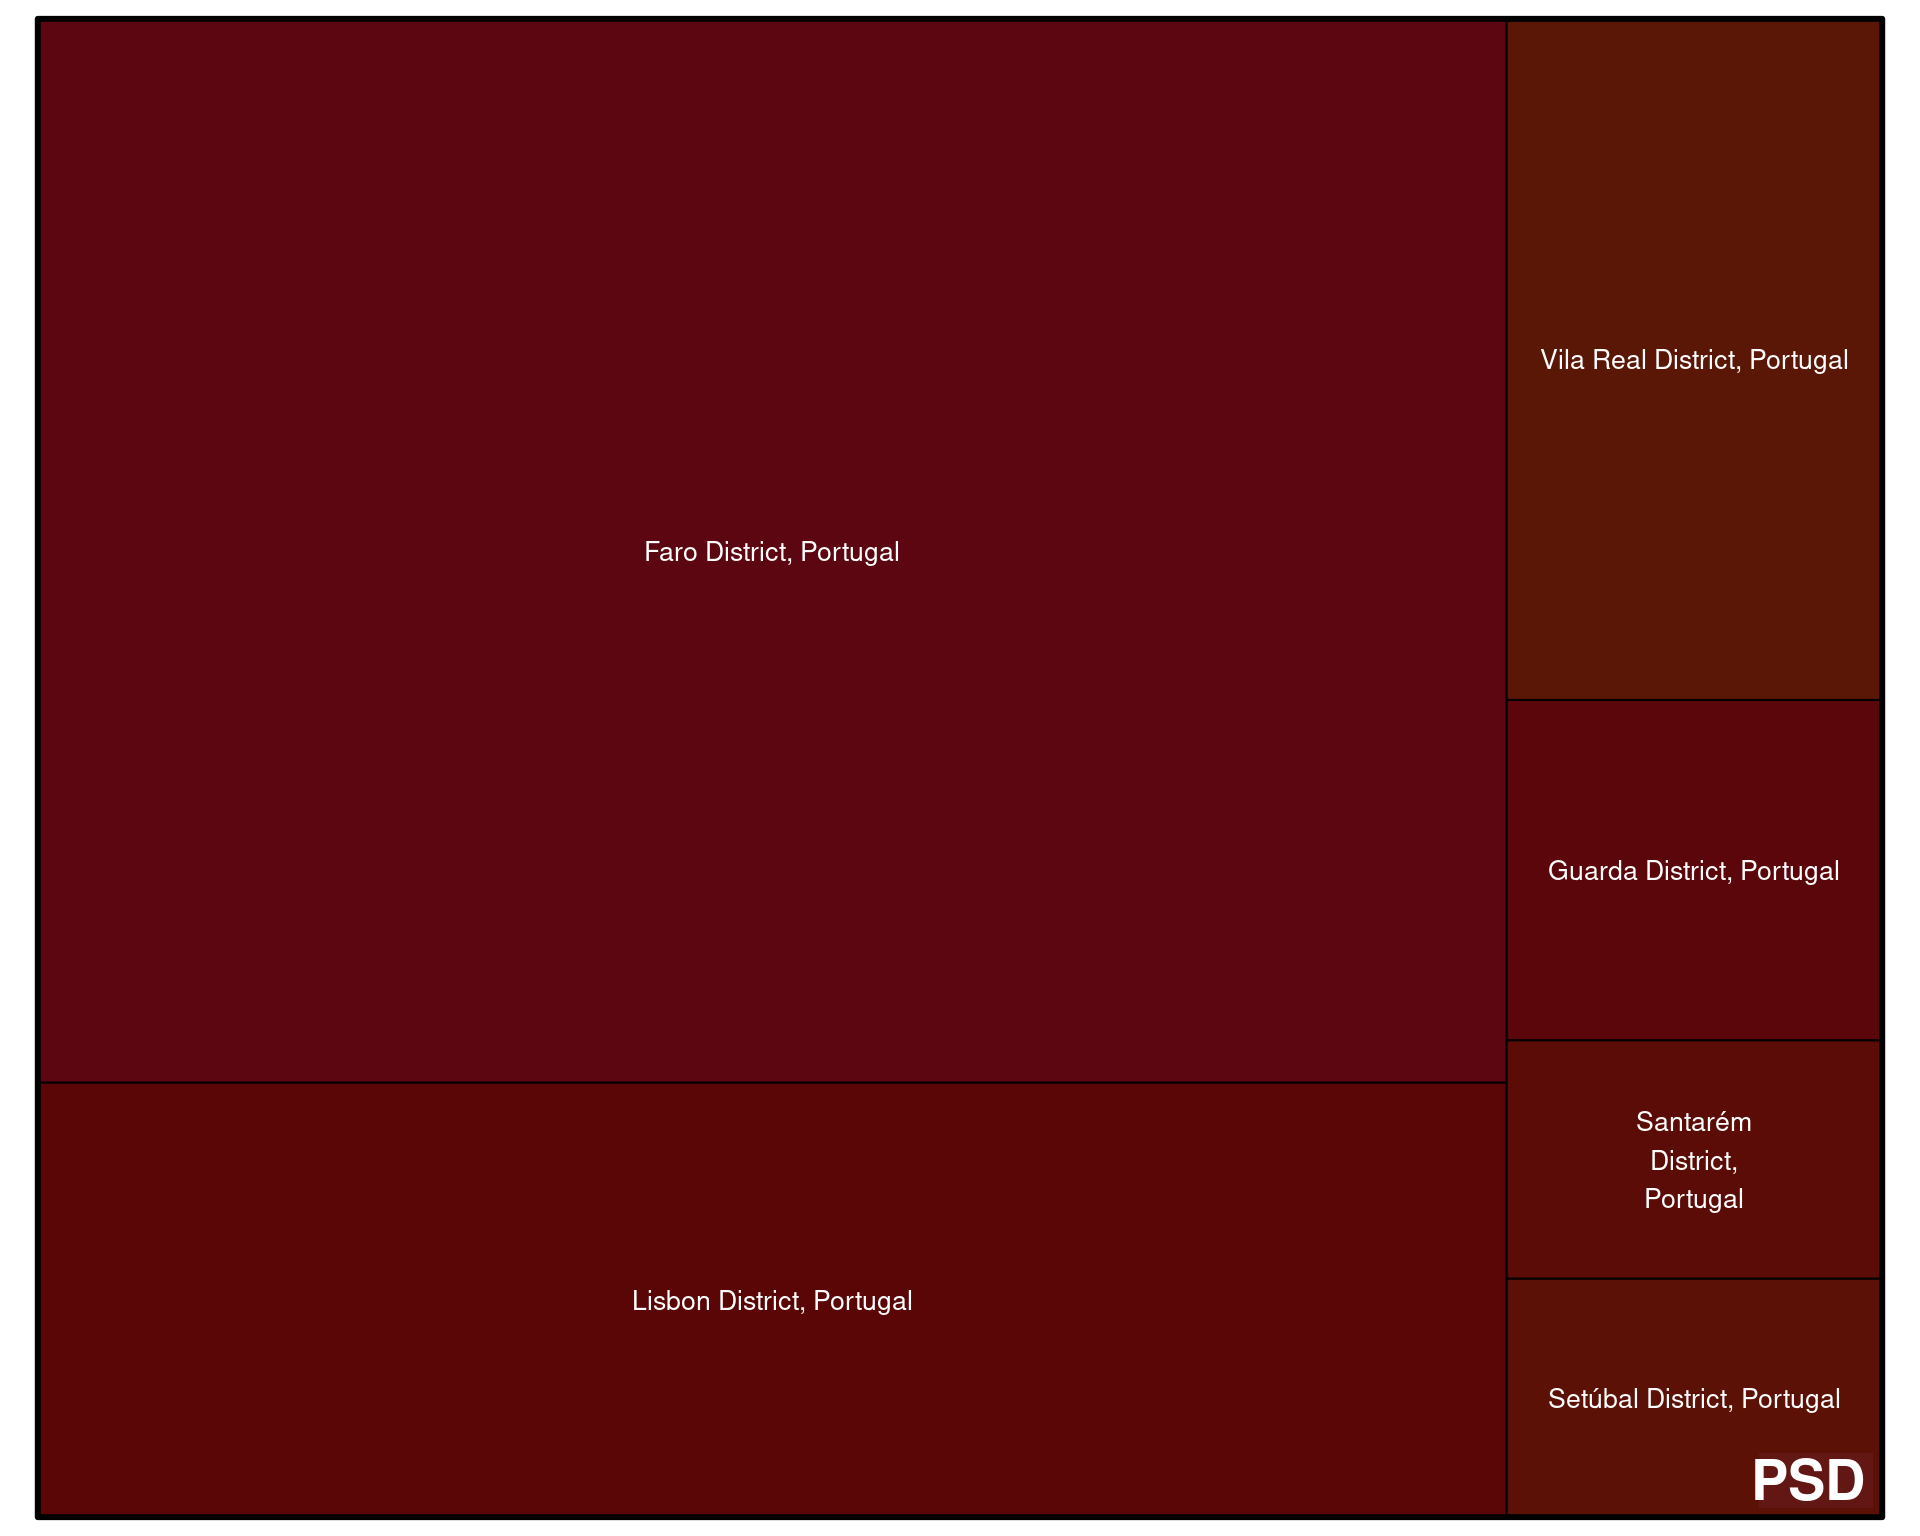 Faro District, Portugal
Lisbon District, Portugal
Vila Real District, Portugal
Guarda District, Portugal
Santarém
District,
Portugal
Setúbal District, Portugal
PSD